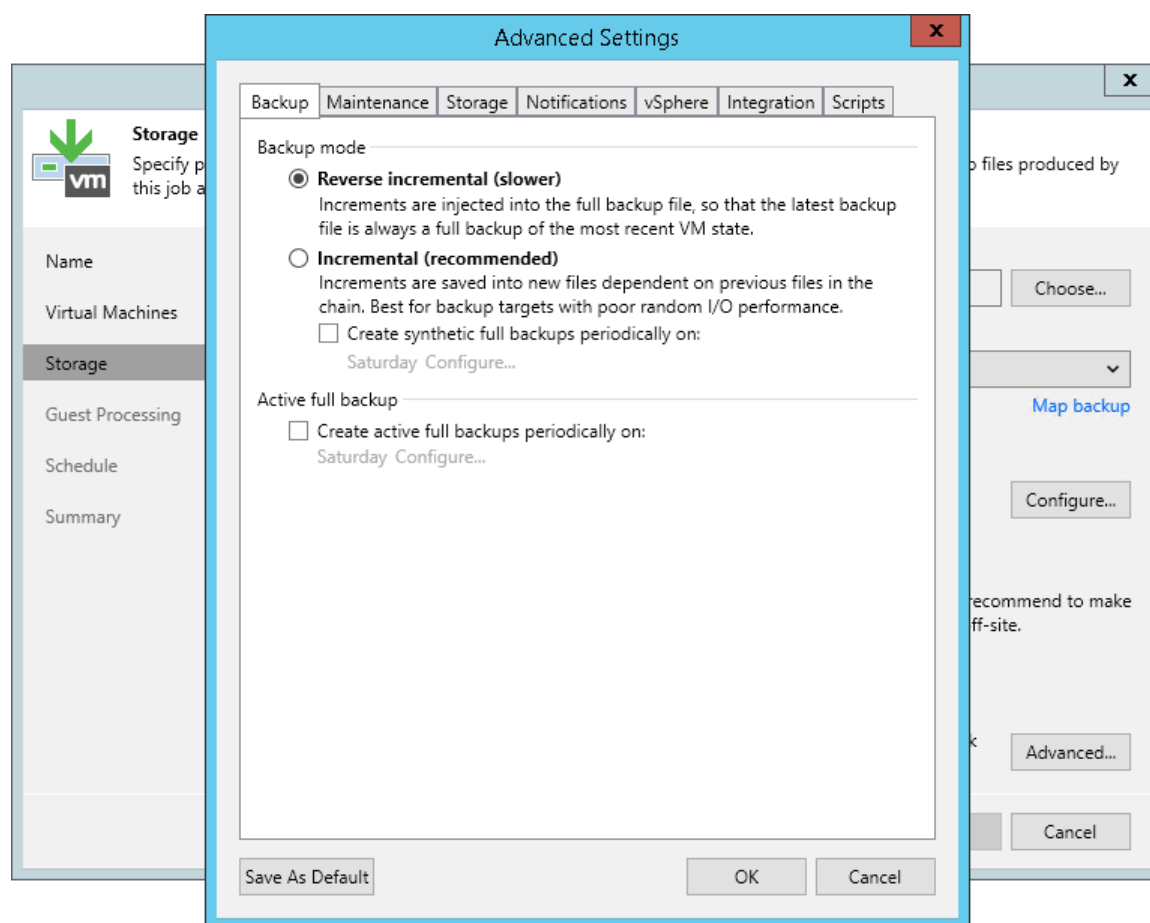 Advanced Settings
x
x
Backup Maintenance Storage Notifications vSphere Integration Scripts
Storage
Specify p
this job a
vm
files produced by
Name
Virtual Machines
Storage
Guest Processing
Schedule
Summary
Backup mode
Reverse incremental (slower)
Increments are injected into the full backup file, so that the latest backup
file is always a full backup of the most recent VM state.
Incremental (recommended)
Increments are saved into new files dependent on previous files in the
chain. Best for backup targets with poor random I/O performance.
Create synthetic full backups periodically on:
Saturday Configure...
Active full backup
Create active full backups periodically on:
Saturday Configure...
Choose...
Map backup
Configure...
recommend to make
ff-site.
k
Advanced...
Cancel
Save As Default
OK
Cancel